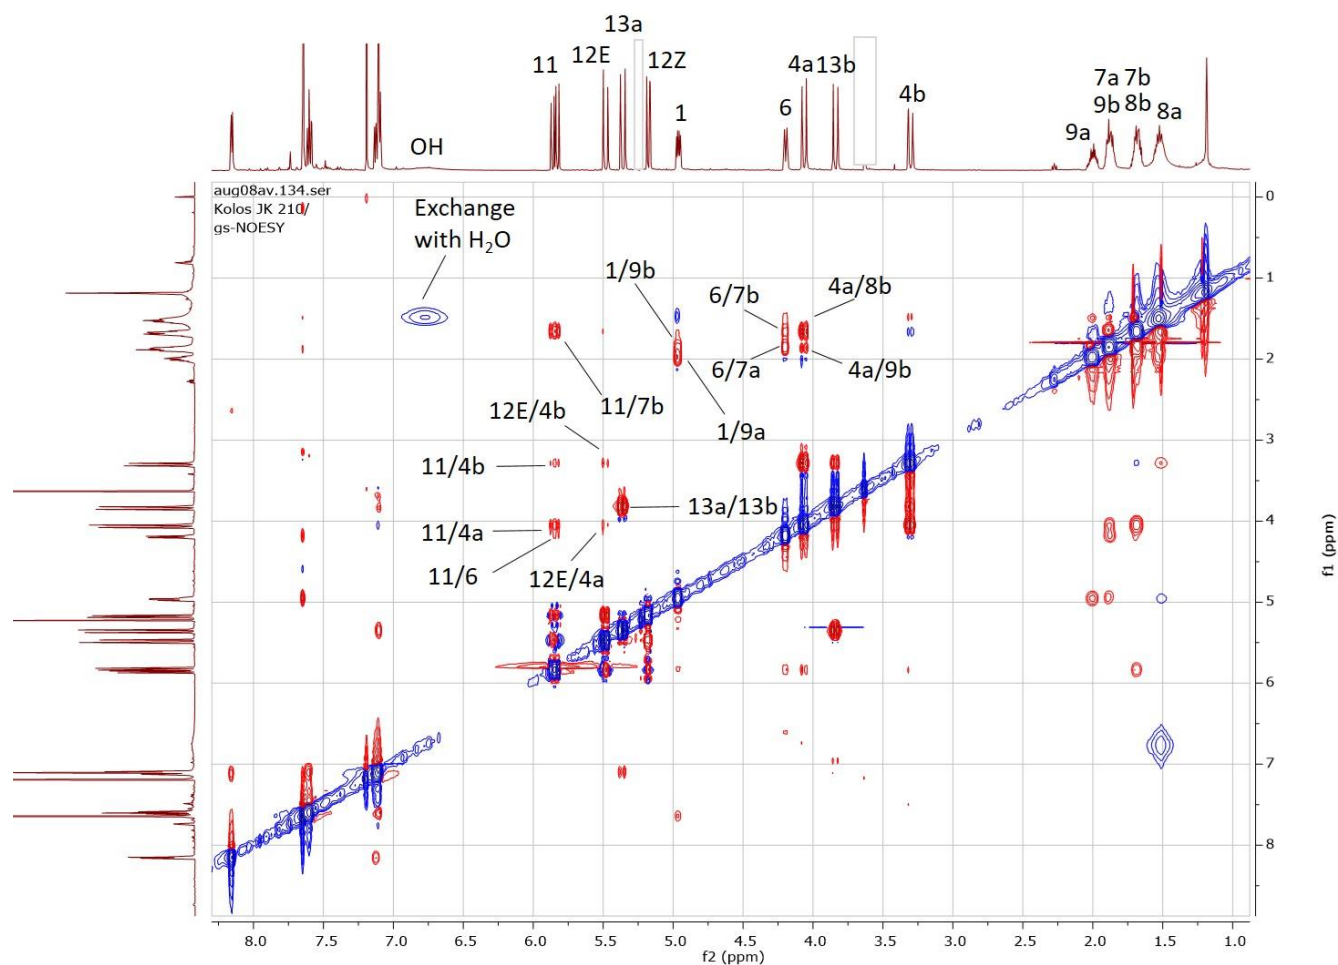 13a
11
12E
12Z
4a 13b
7a 7b
1
6
4b
9b 8b
8a
9a
OH
aug08av.134.ser
Kolos JK 210/
gs-NOESY
Exchange
with H₂O
1/9b
6/7b
4a/8b
6/7a
4a/9b
11/7b
12E/4b
1/9a
11/4b
13a/13b
11/4a
11/6
12E/4a
0
1
2
3
4
5
6
7
8
f1 (ppm)
8.0 7.5 7.0 6.5 6.0 5.5 5.0 4.5 4.0 3.5 3.0 2.5 2.0 1.5 1.0
f2 (ppm)